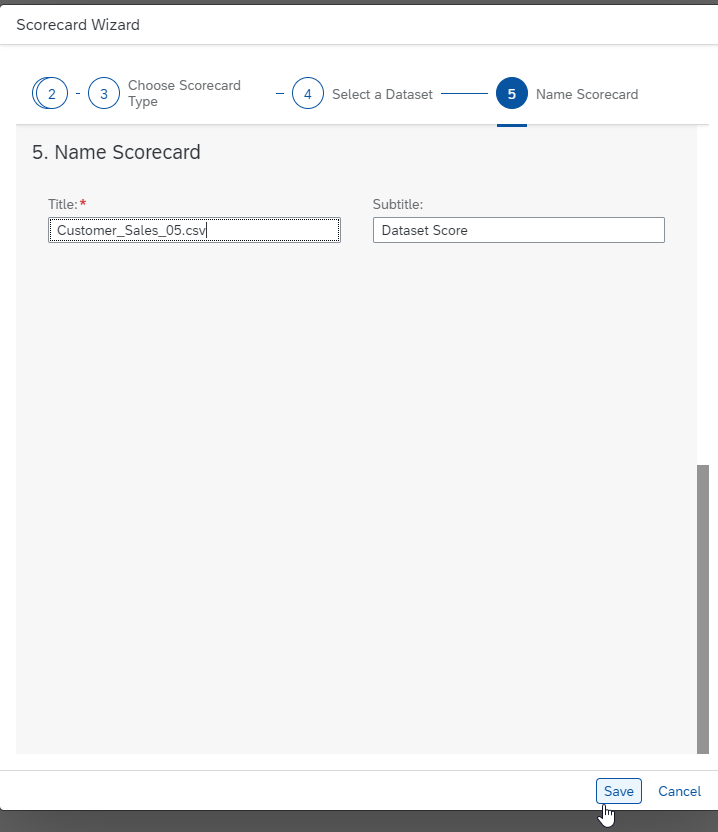 Scorecard Wizard
2 - 3 Choose Scorecard
Type
4 Select a Dataset
5 Name Scorecard
5. Name Scorecard
Title:*
Subtitle:
Customer_Sales_05.csv
Dataset Score
Save
Cancel